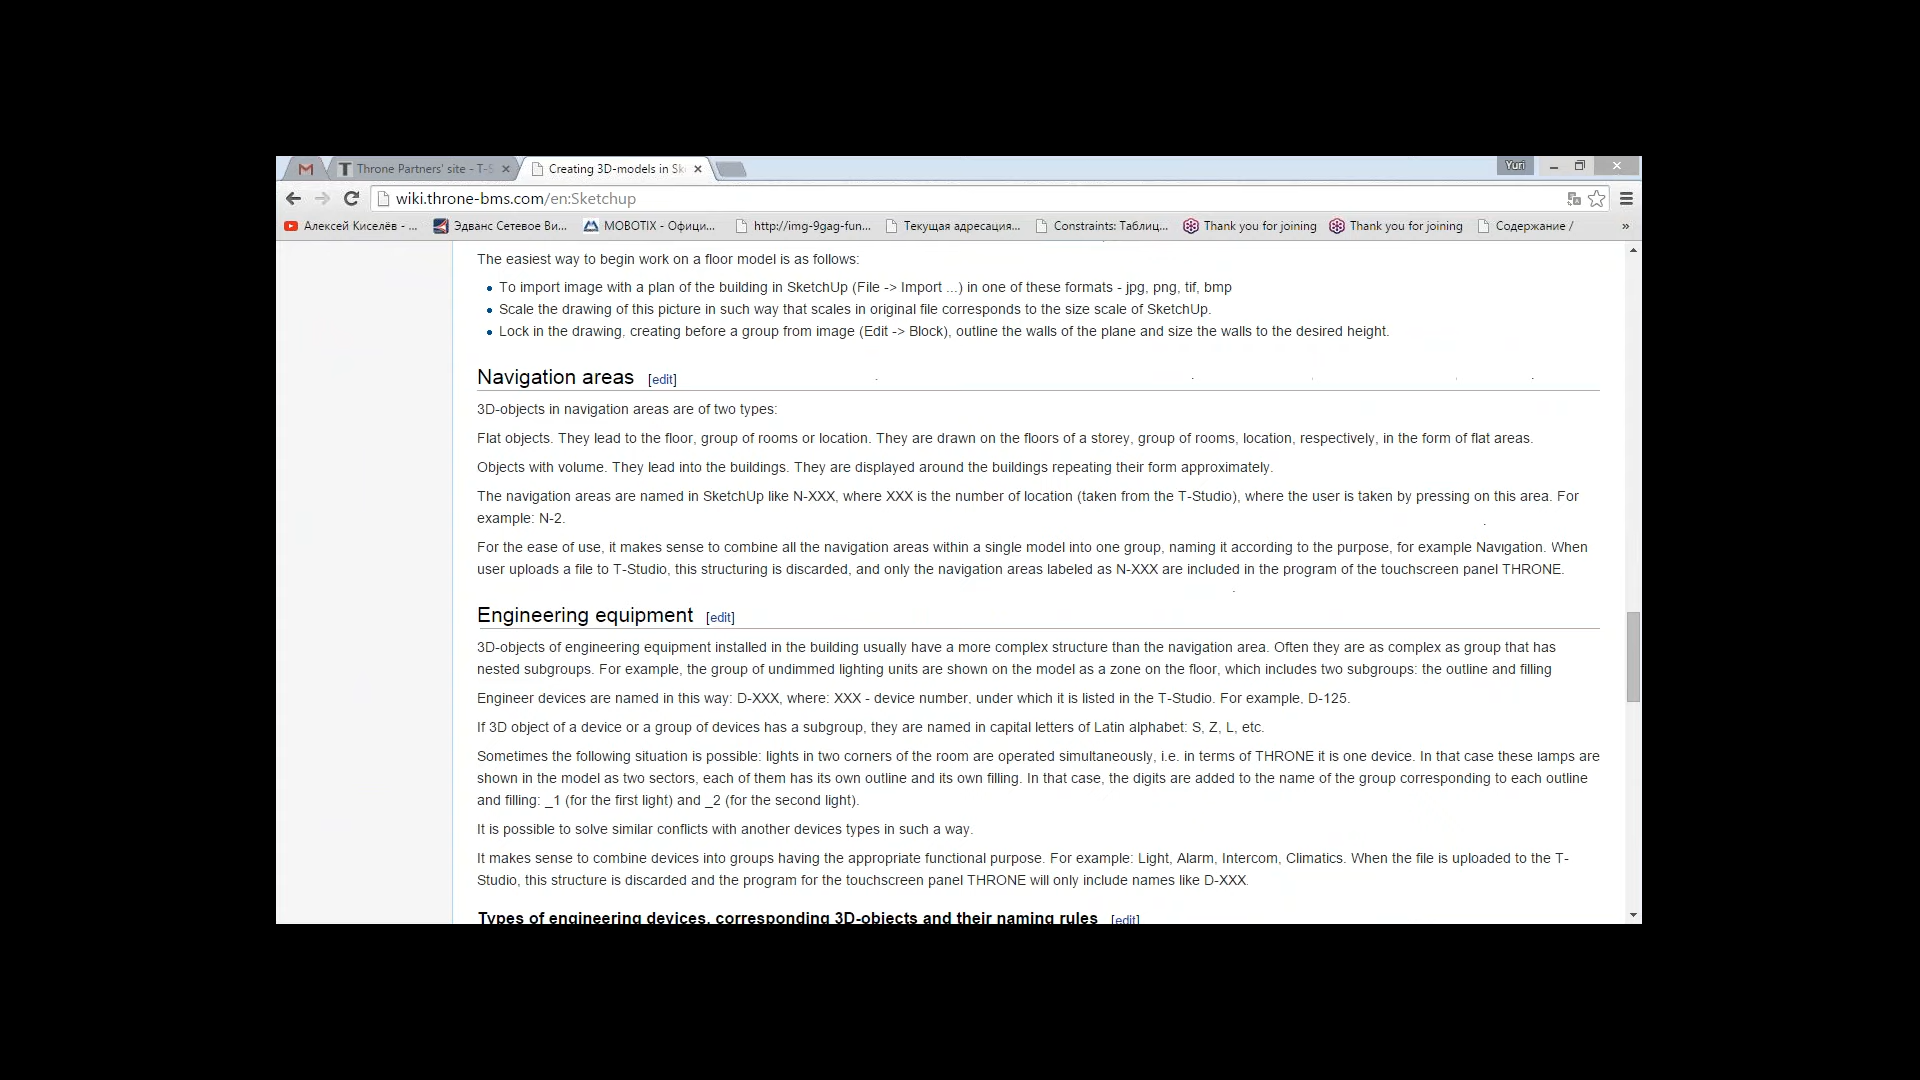 Throne Partners' site - T-S
Creating 3D-models in Sk
Yuri
wiki.throne-bms.com/en:Sketchup
Алексей Киселёв - ...
Эдванс Сетевое Ви...
MOBOTIX - Офици...
http://img-9gag-fun...
Текущая адресация...
Constraints: Таблиц...
Thank you for joining
Thank you for joining
Содержание /
»
The easiest way to begin work on a floor model is as follows:
To import image with a plan of the building in SketchUp (File -> Import ...) in one of these formats - jpg, png, tif, bmp
Scale the drawing of this picture in such way that scales in original file corresponds to the size scale of SketchUp.
Lock in the drawing, creating before a group from image (Edit -> Block), outline the walls of the plane and size the walls to the desired height.
Navigation areas [edit]
3D-objects in navigation areas are of two types:
Flat objects. They lead to the floor, group of rooms or location. They are drawn on the floors of a storey, group of rooms, location, respectively, in the form of flat areas.
Objects with volume. They lead into the buildings. They are displayed around the buildings repeating their form approximately.
The navigation areas are named in SketchUp like N-XXX, where XXX is the number of location (taken from the T-Studio), where the user is taken by pressing on this area. For
example: N-2.
For the ease of use, it makes sense to combine all the navigation areas within a single model into one group, naming it according to the purpose, for example Navigation. When
user uploads a file to T-Studio, this structuring is discarded, and only the navigation areas labeled as N-XXX are included in the program of the touchscreen panel THRONE.
Engineering equipment [edit]
3D-objects of engineering equipment installed in the building usually have a more complex structure than the navigation area. Often they are as complex as group that has
nested subgroups. For example, the group of undimmed lighting units are shown on the model as a zone on the floor, which includes two subgroups: the outline and filling
Engineer devices are named in this way: D-XXX, where: XXX - device number, under which it is listed in the T-Studio. For example, D-125.
If 3D object of a device or a group of devices has a subgroup, they are named in capital letters of Latin alphabet: S, Z, L, etc.
Sometimes the following situation is possible: lights in two corners of the room are operated simultaneously, i.e. in terms of THRONE it is one device. In that case these lamps are
shown in the model as two sectors, each of them has its own outline and its own filling. In that case, the digits are added to the name of the group corresponding to each outline
and filling: _1 (for the first light) and _2 (for the second light).
It is possible to solve similar conflicts with another devices types in such a way.
It makes sense to combine devices into groups having the appropriate functional purpose. For example: Light, Alarm, Intercom, Climatics. When the file is uploaded to the T-
Studio, this structure is discarded and the program for the touchscreen panel THRONE will only include names like D-XXX.
Types of engineering devices, corresponding 3D-objects and their naming rules [edit]